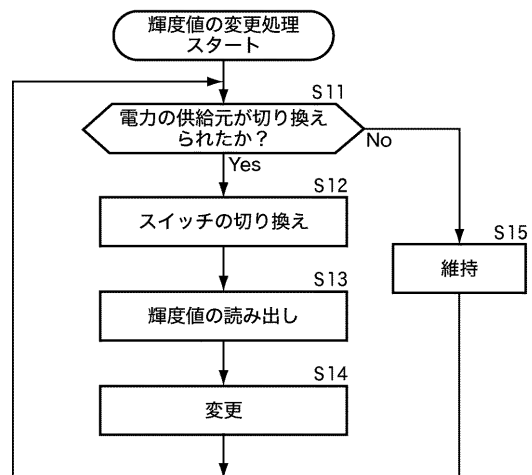 輝度値の変更処理
スタート
S11
電力の供給元が切り換え
られたか？
No
Yes
S12
スイッチの切り換え
S15
維持
S13
輝度値の読み出し
S14
変更